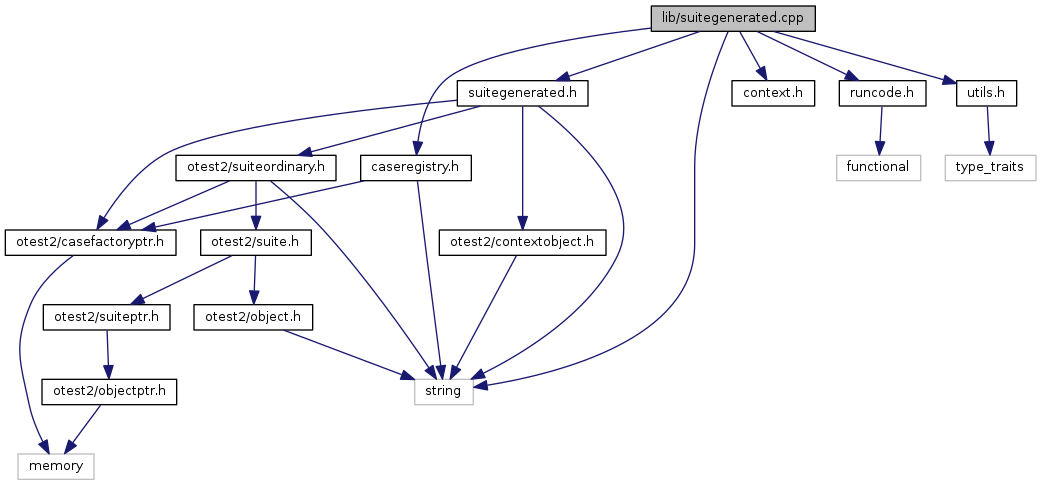 lib/suitegenerated.cpp
suitegenerated.h
context.h
runcode.h
utils.h
otest2/suiteordinary.h
caseregistry.h
functional
type_traits
otest2/casefactoryptr.h
otest2/suite.h
otest2/contextobject.h
otest2/suiteptr.h
otest2/object.h
otest2/objectptr.h
string
memory